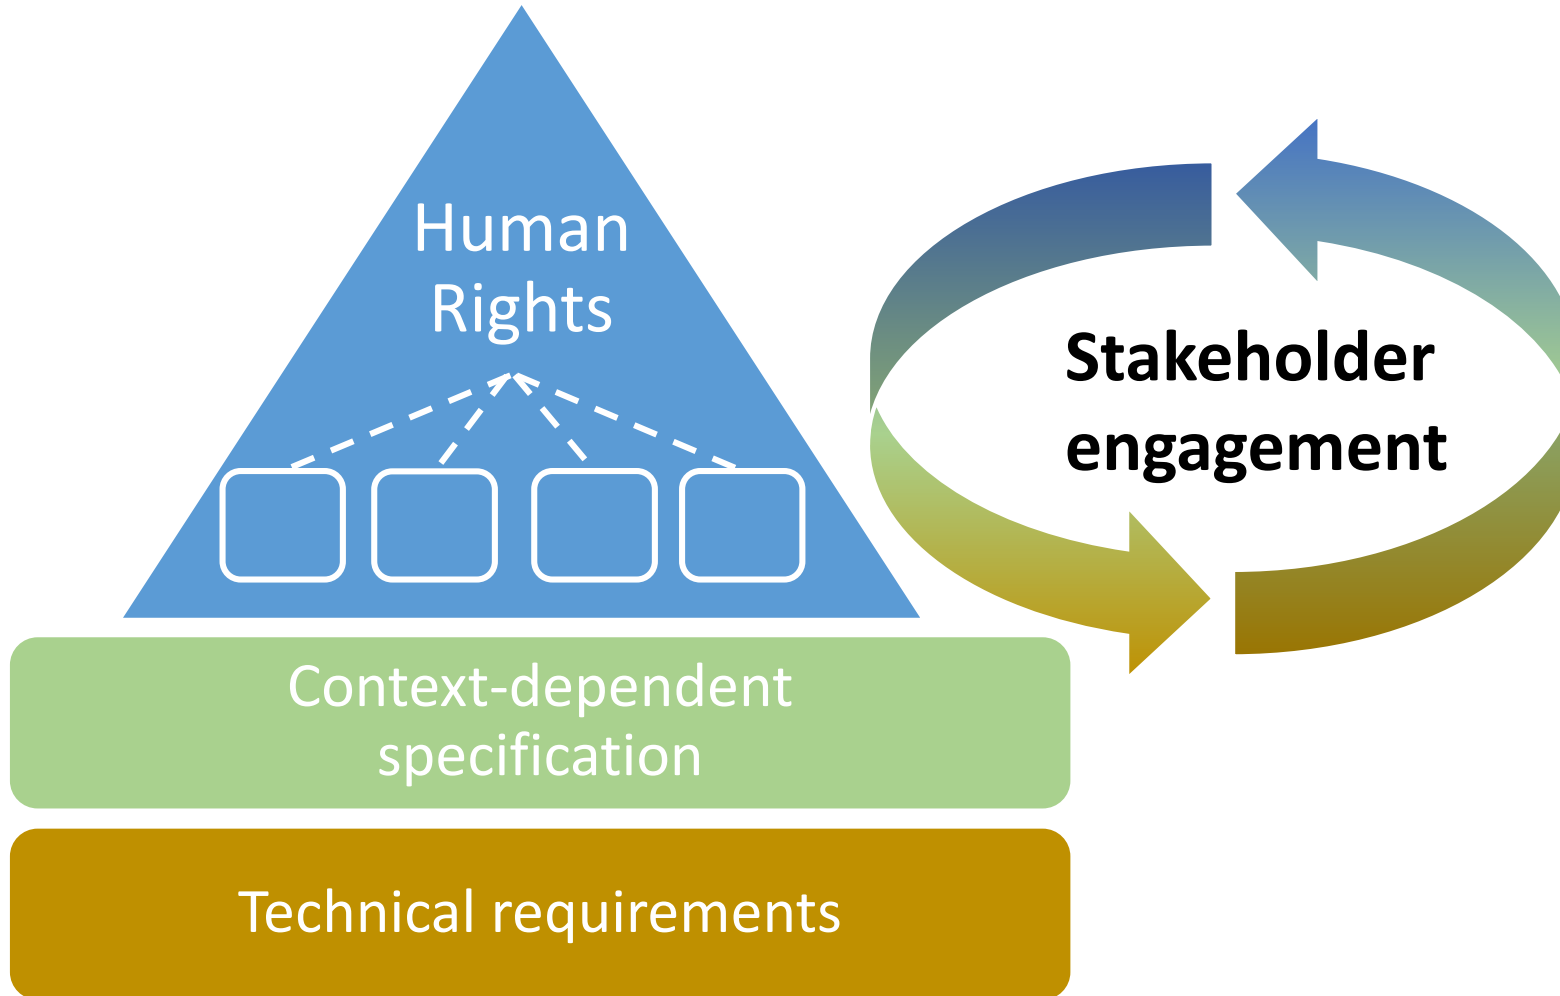 Human
Rights
Stakeholder
engagement
Context-dependent
specification
Technical requirements